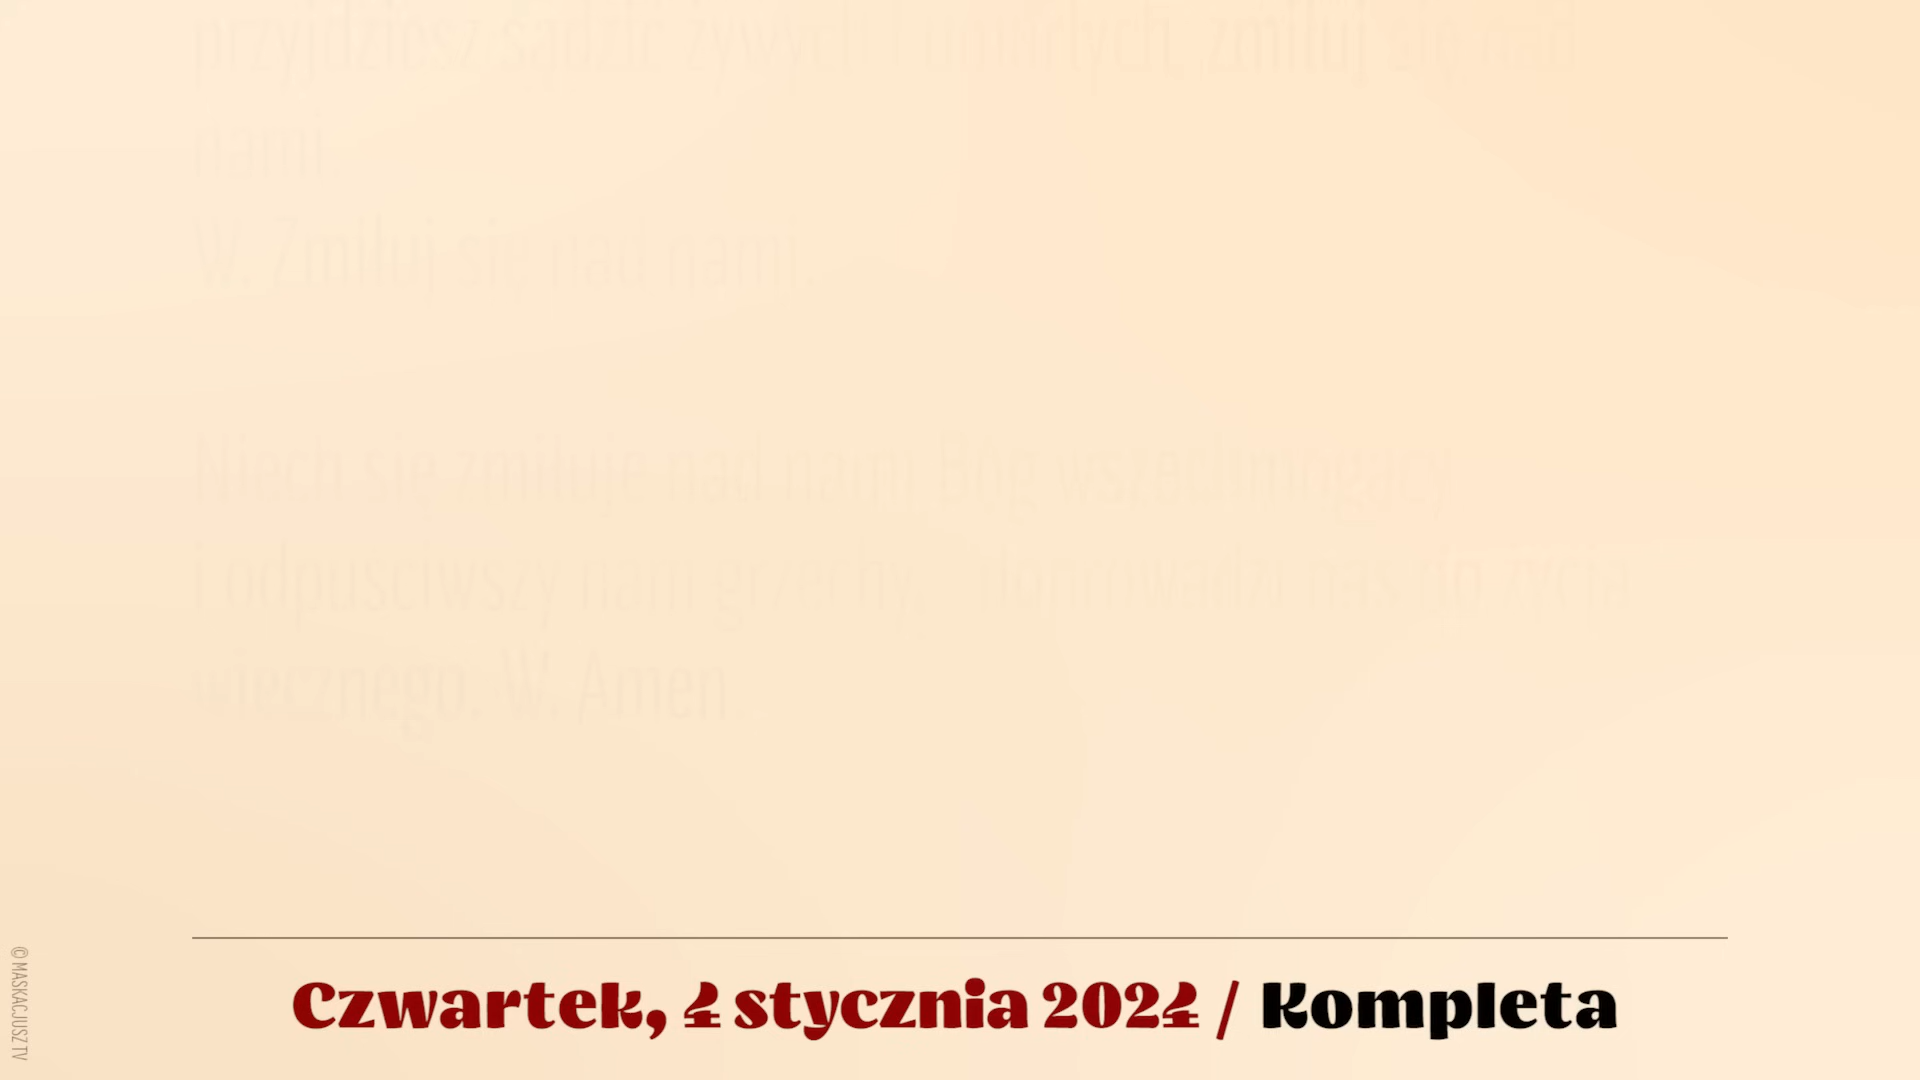 przyjdziesz sądzić żywych i umarłych, zmiłuj się nad
nami.
W. Zmiłuj się nad nami.
Niech się zmiłuje nad nami Bóg wszechmogący
i odpuściwszy nam grzechy, doprowadzi nas do życia
wiecznego. W. Amen.
Czwartek, 4 stycznia 2024 / Kompleta
© MASKACJUSZ TV